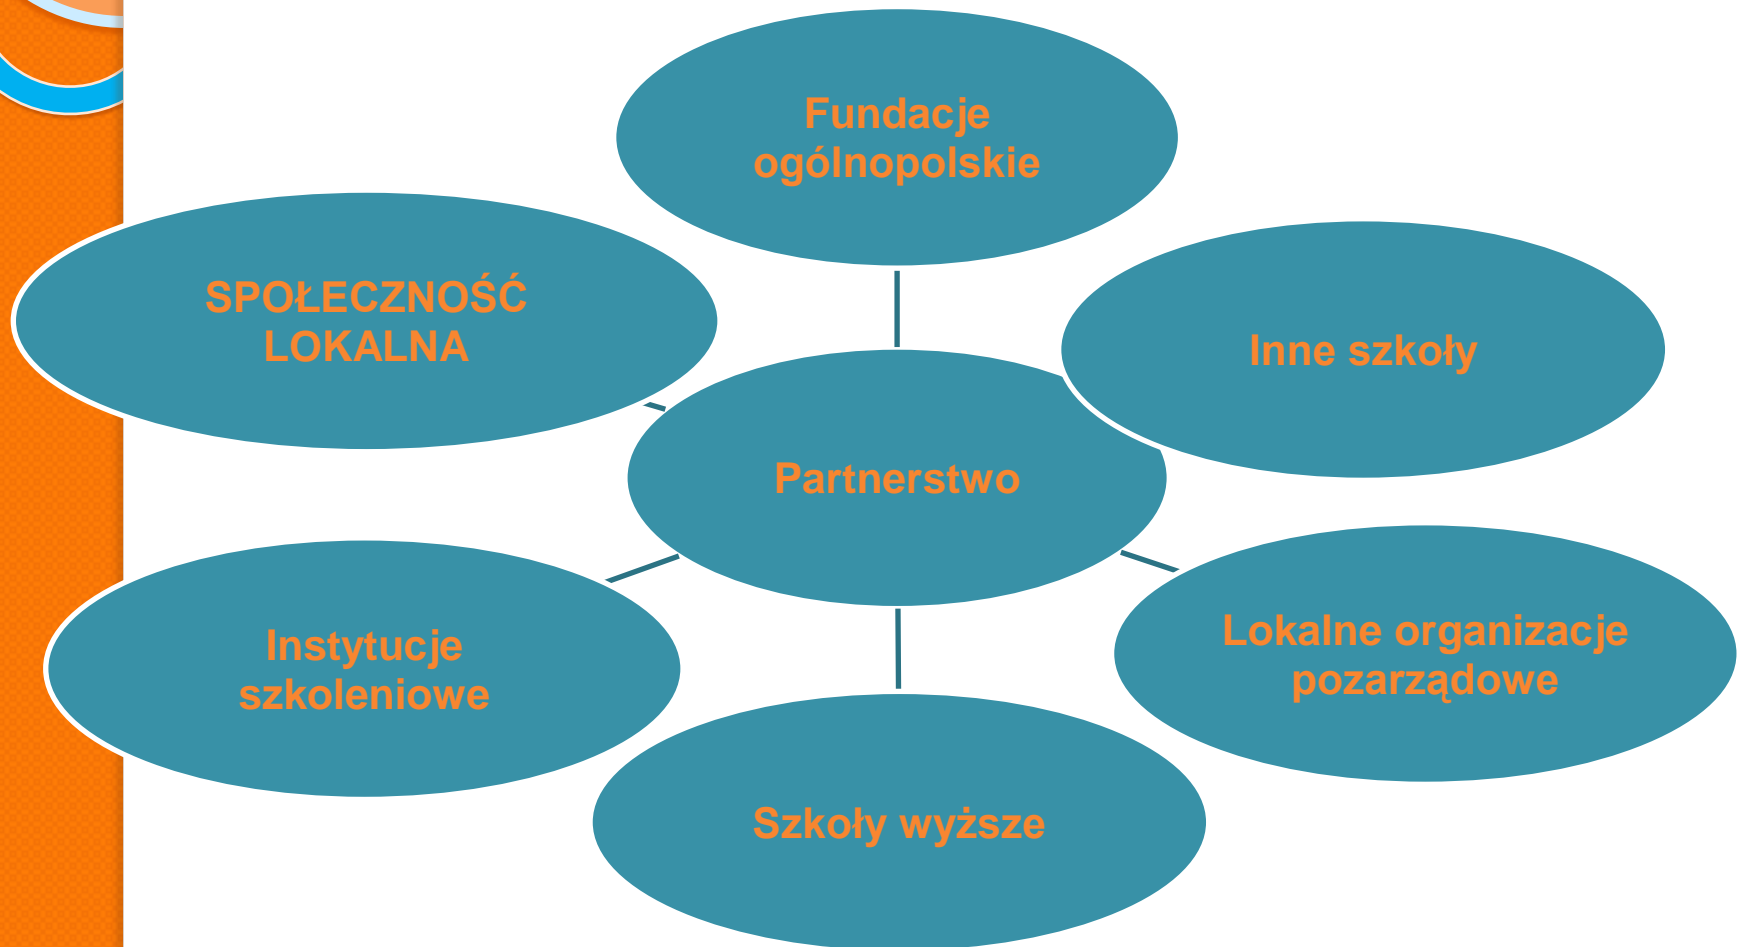 Fundacje
ogólnopolskie
SPOŁECZNOŚĆ
LOKALNA
Inne szkoły
Partnerstwo
Instytucje
szkoleniowe
Lokalne organizacje
pozarządowe
Szkoły wyższe